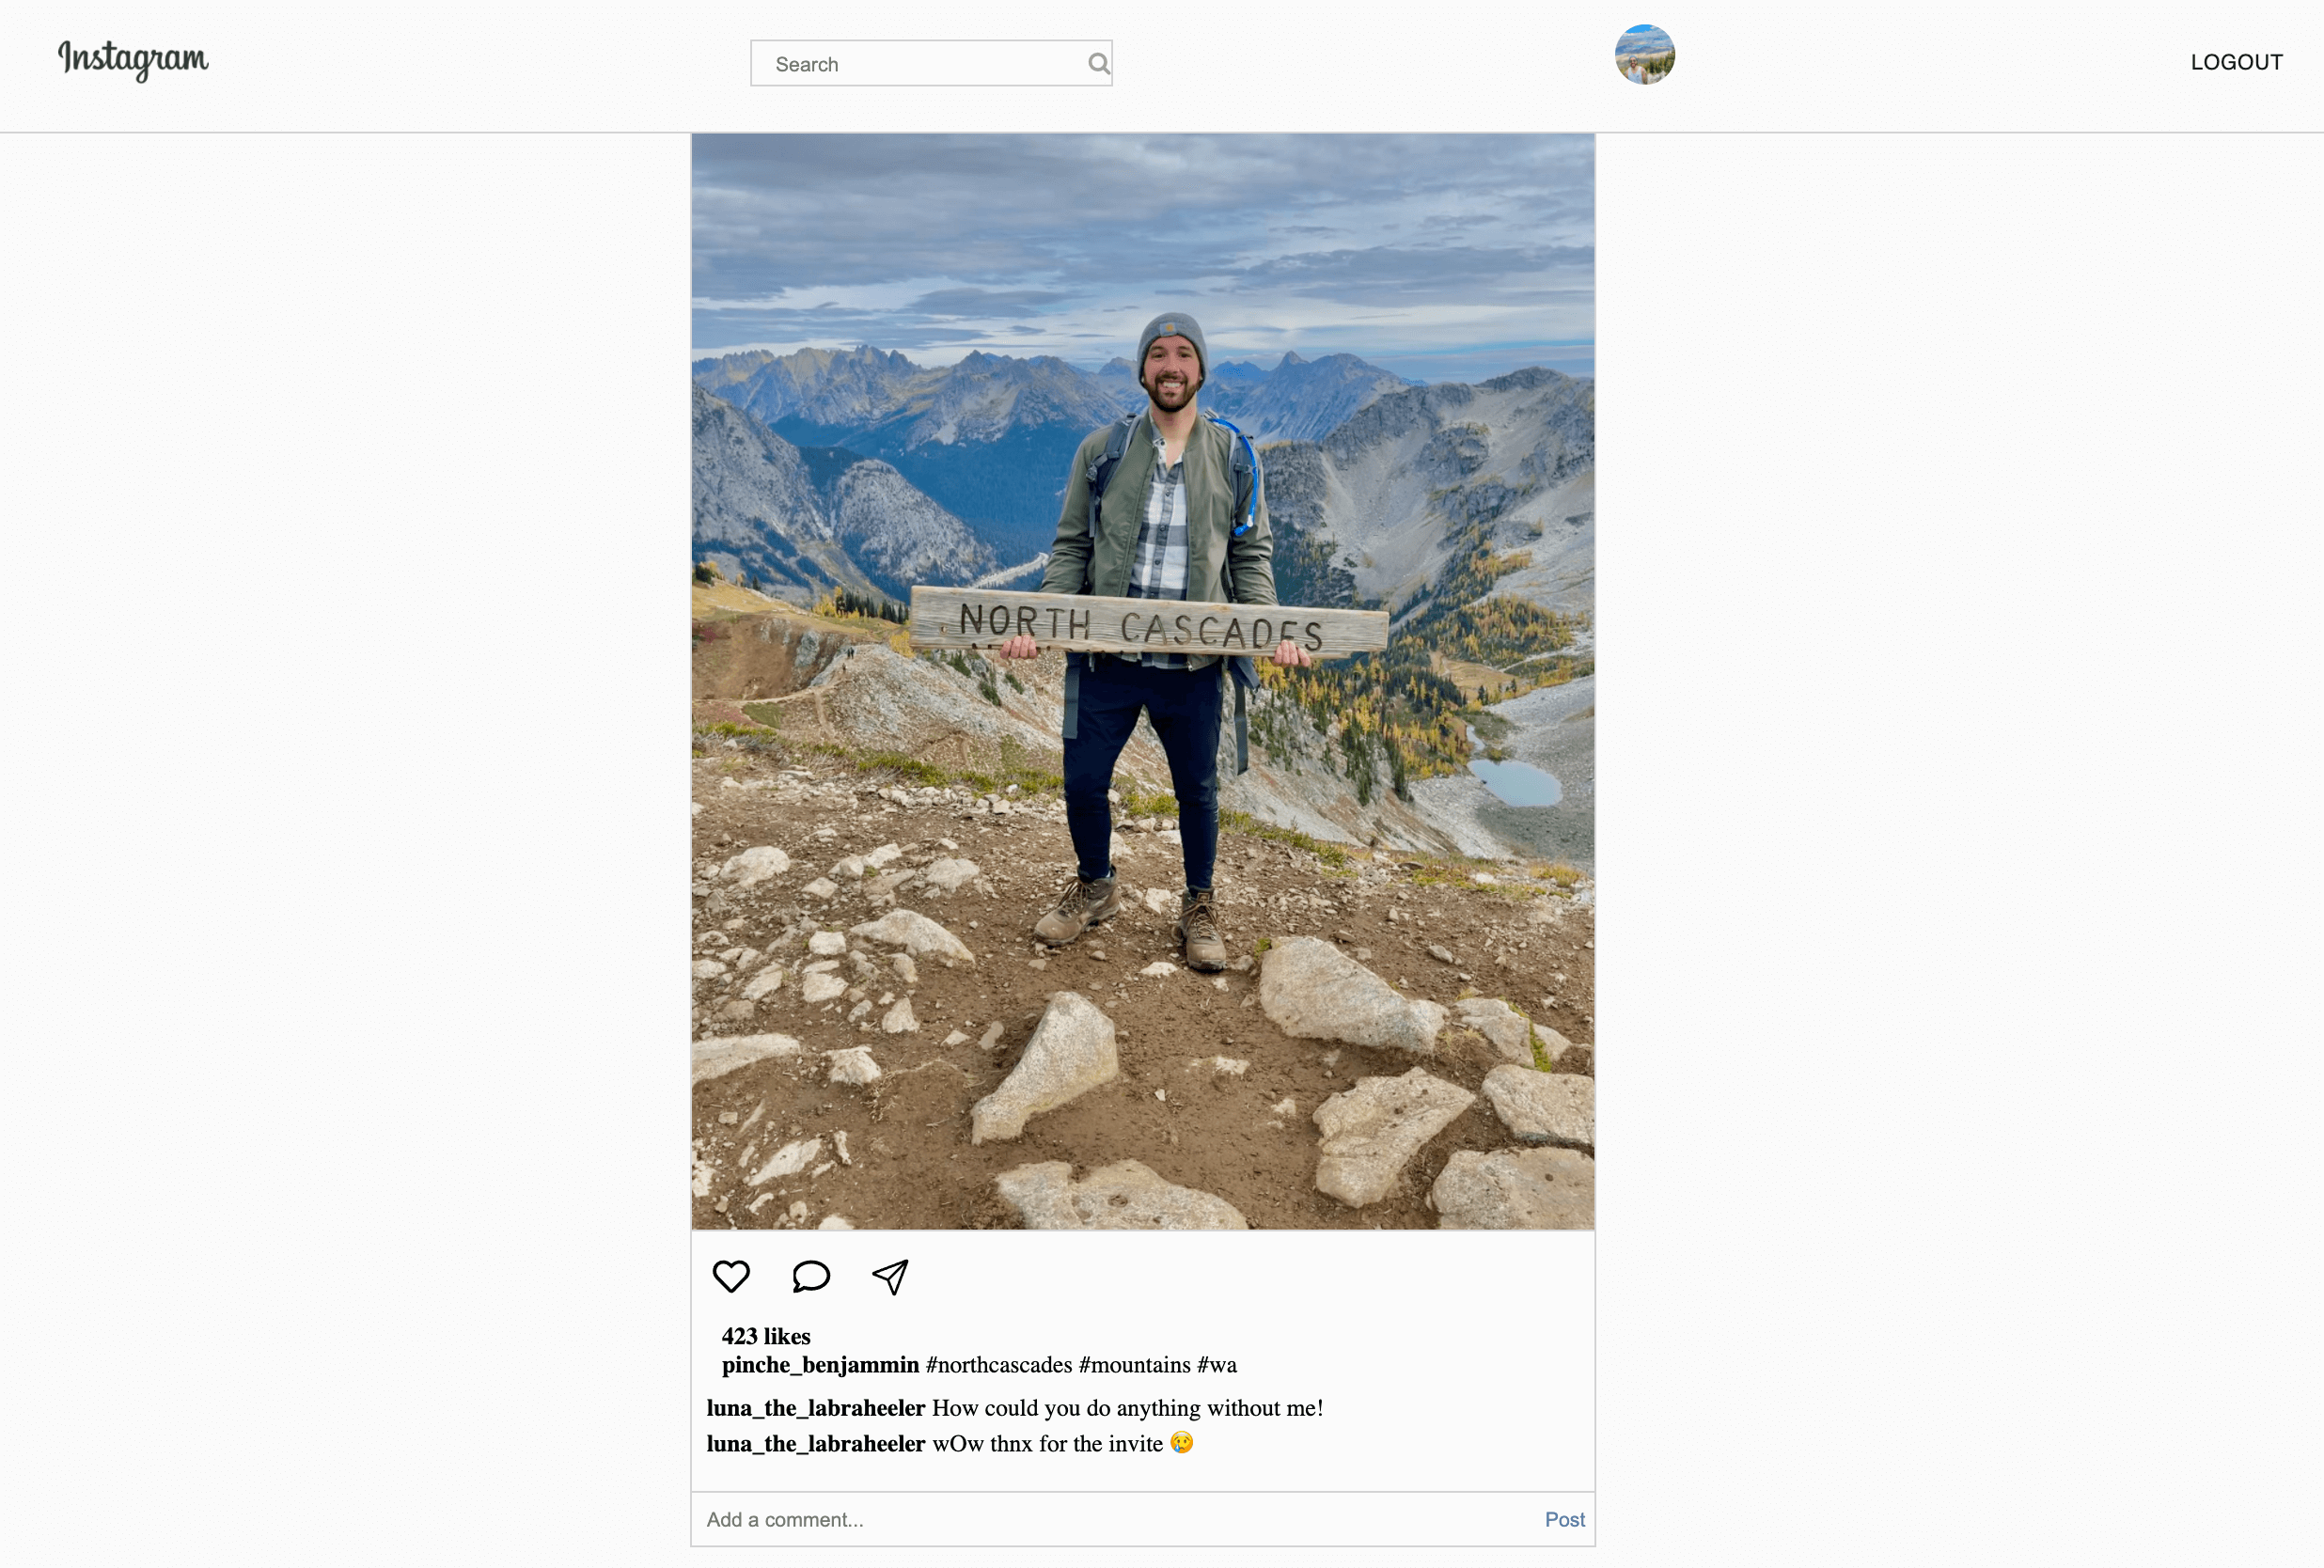 Instagram
Search
LOGOUT
NORTH CASCADES
423 likes
pinche_benjammin #northcascades #mountains #wa
luna_the_labraheeler How could you do anything without me!
luna_the_labraheeler wOw thnx for the invite 😢
Add a comment...
Post